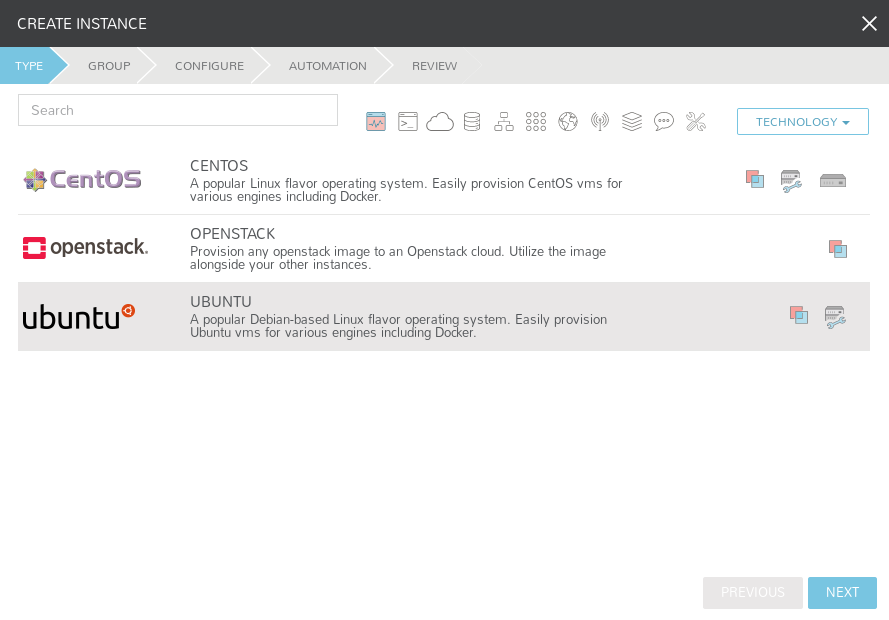 CREATE INSTANCE
TYPE GROUP CONFIGURE AUTOMATION REVIEW
Search
TECHNOLOGY
CentOS
CENTOS
A popular Linux flavor operating system. Easily provision CentOS vms for
various engines including Docker.
openstack.
OPENSTACK
Provision any openstack image to an Openstack cloud. Utilize the image
alongside your other instances.
ubuntu
UBUNTU
A popular Debian-based Linux flavor operating system. Easily provision
Ubuntu vms for various engines including Docker.
PREVIOUS NEXT